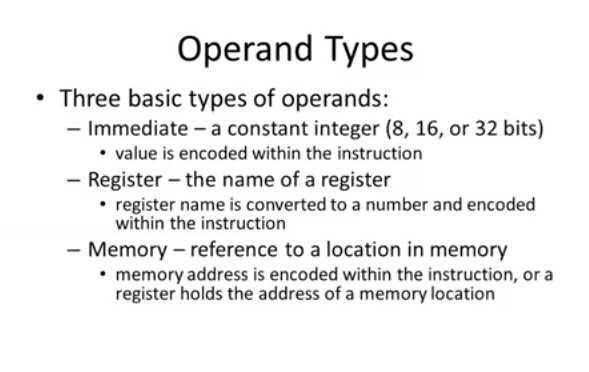 Operand Types
• Three basic types of operands:
– Immediate – a constant integer (8, 16, or 32 bits)
• value is encoded within the instruction
– Register – the name of a register
• register name is converted to a number and encoded
within the instruction
– Memory – reference to a location in memory
• memory address is encoded within the instruction, or a
register holds the address of a memory location